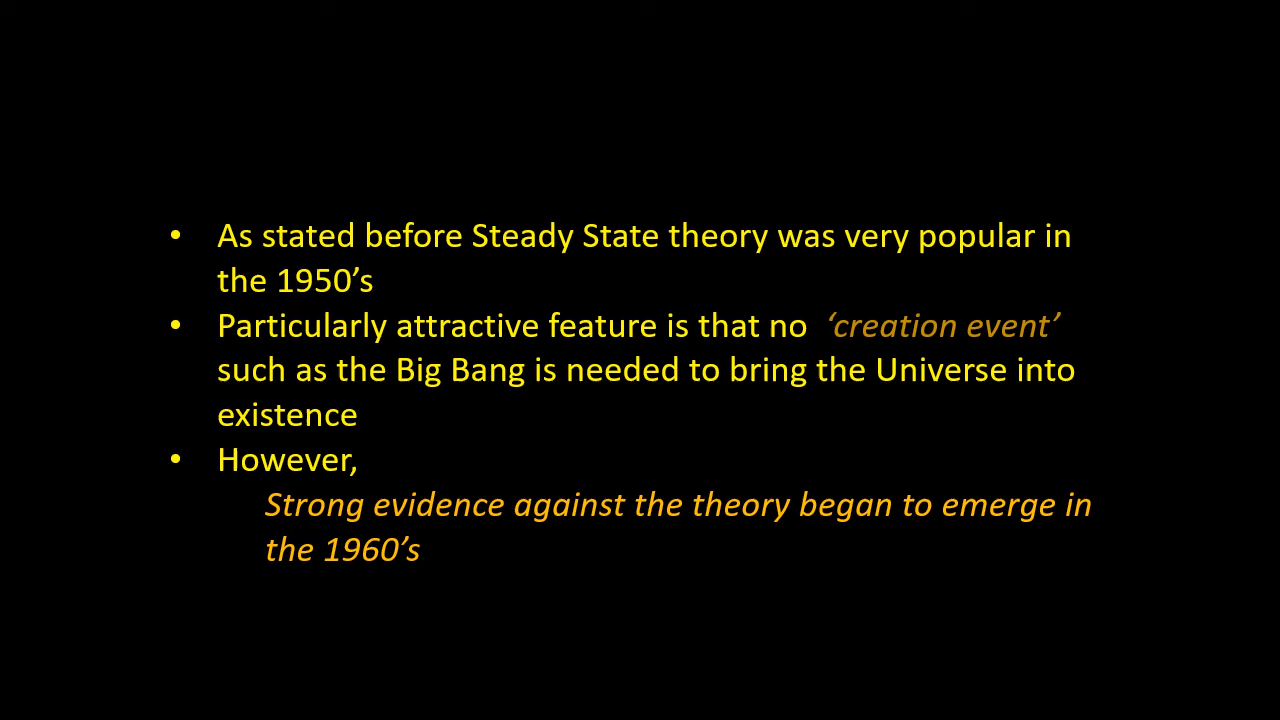 • As stated before Steady State theory was very popular in
the 1950’s
• Particularly attractive feature is that no ‘creation event’
such as the Big Bang is needed to bring the Universe into
existence
• However,
Strong evidence against the theory began to emerge in
the 1960’s